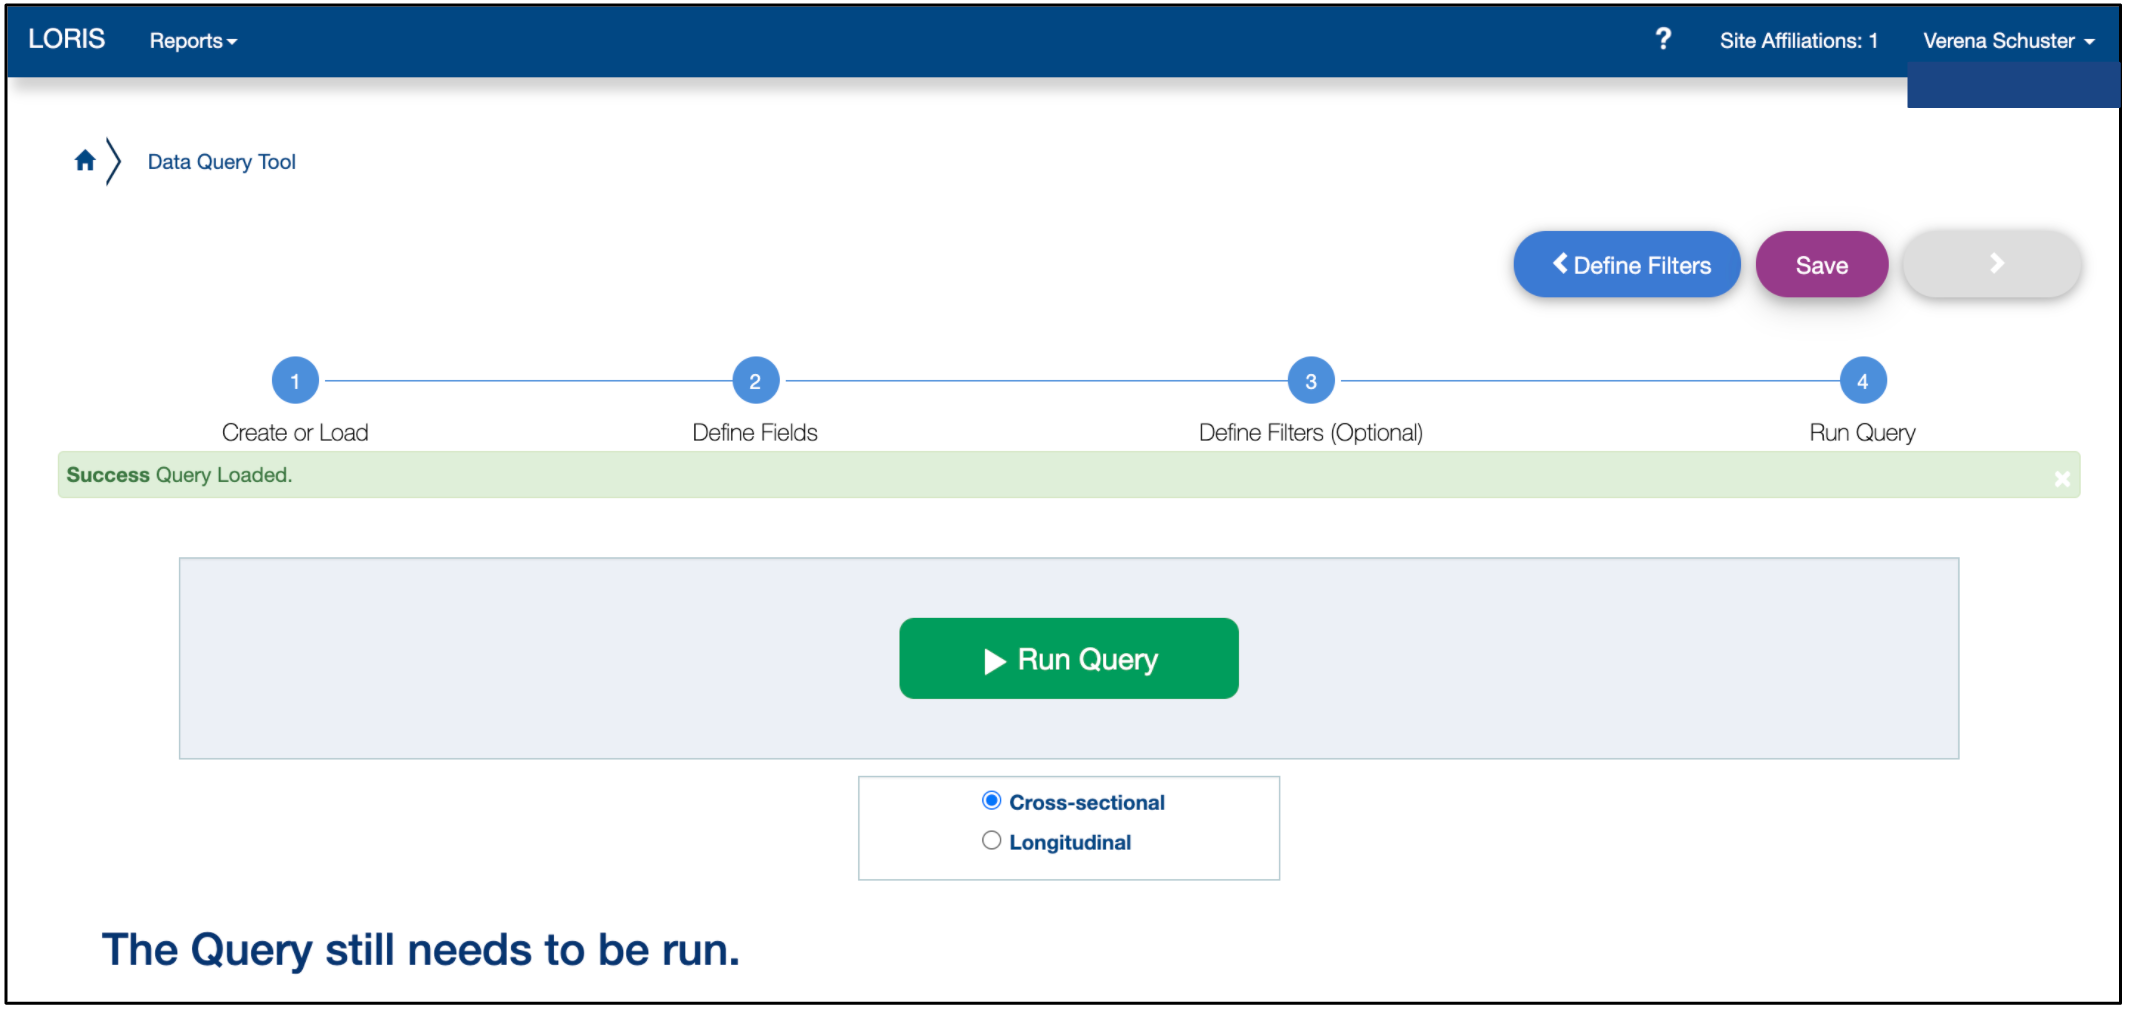 LORIS Reports ? Site Affiliations: 1 Verena Schuster
Data Query Tool
Define Filters Save
1 2 3 4
Create or Load Define Fields Define Filters (Optional) Run Query
Success Query Loaded.
Run Query
Cross-sectional
Longitudinal
The Query still needs to be run.